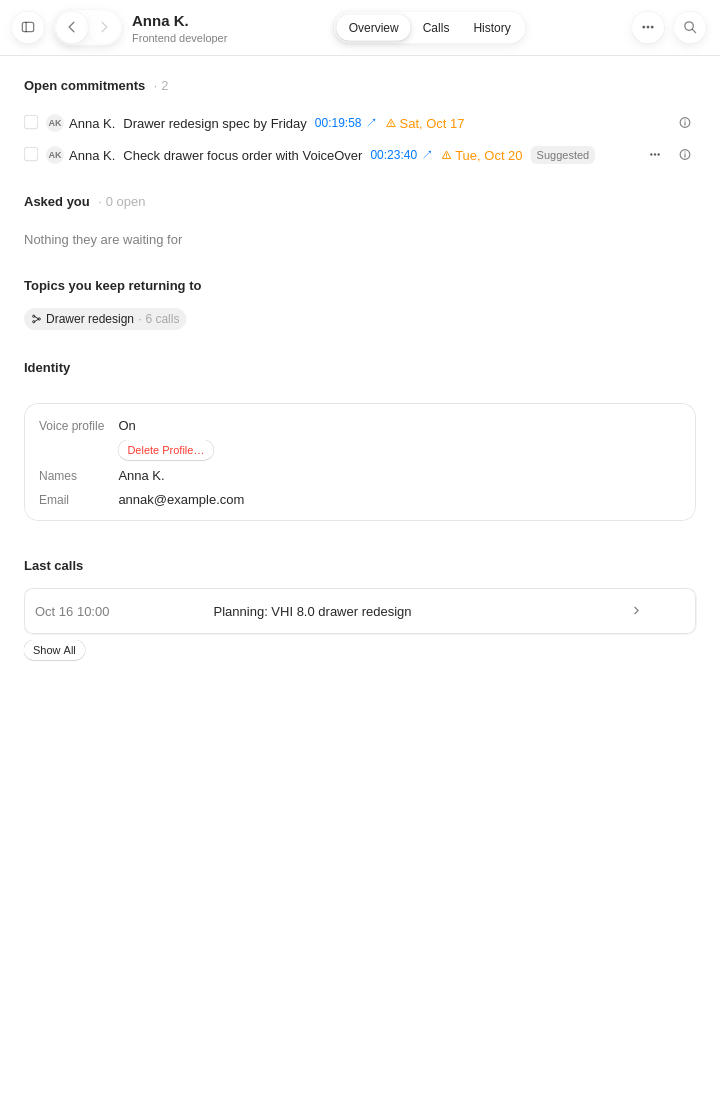 Anna K.
Frontend developer
Overview Calls History
Open commitments · 2
AK Anna K. Drawer redesign spec by Friday 00:19:58 ↗ Sat, Oct 17
AK Anna K. Check drawer focus order with VoiceOver 00:23:40 ↗ Tue, Oct 20 Suggested
Asked you · 0 open
Nothing they are waiting for
Topics you keep returning to
Drawer redesign · 6 calls
Identity
Voice profile On
Delete Profile…
Names Anna K.
Email annak@example.com
Last calls
Oct 16 10:00 Planning: VHI 8.0 drawer redesign
Show All